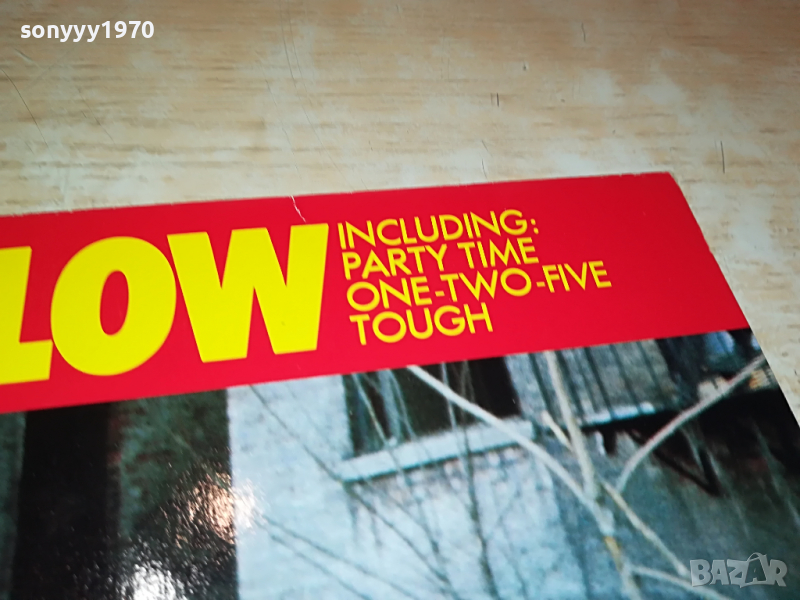 sonyyy1970
LOW
INCLUDING:
PARTY TIME
ONE-TWO-FIVE
TOUGH
BAZAR